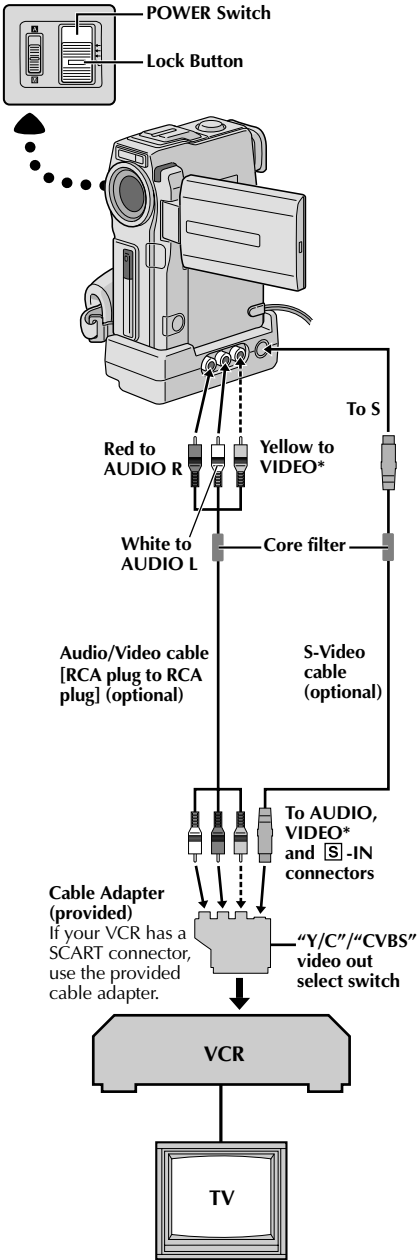 POWER Switch
Lock Button
To S
Red to
AUDIO R
Yellow to
VIDEO*
White to
AUDIO L
Core filter
Audio/Video cable
[RCA plug to RCA
plug] (optional)
S-Video
cable
(optional)
To AUDIO,
VIDEO*
and S -IN
connectors
Cable Adapter
(provided)
If your VCR has a
SCART connector,
use the provided
cable adapter.
“Y/C”/“CVBS”
video out
select switch
VCR
TV